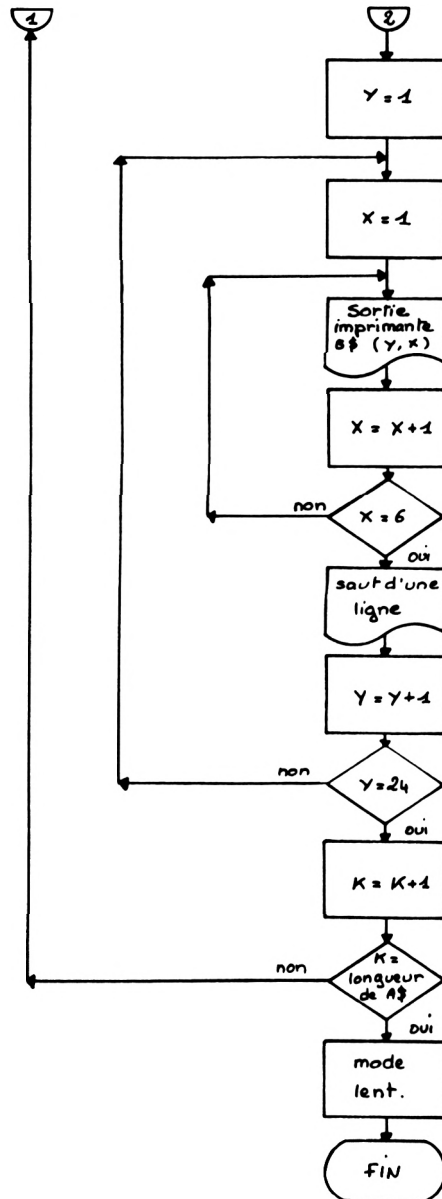 1
2
Y = 1
X = 1
Sortie
imprimante
B$ (Y, X)
X = X+1
non
X = 6
oui
saut d'une
ligne
Y = Y+1
non
Y = 24
oui
K = K+1
non
K =
longueur
de A$
oui
mode
lent.
FIN